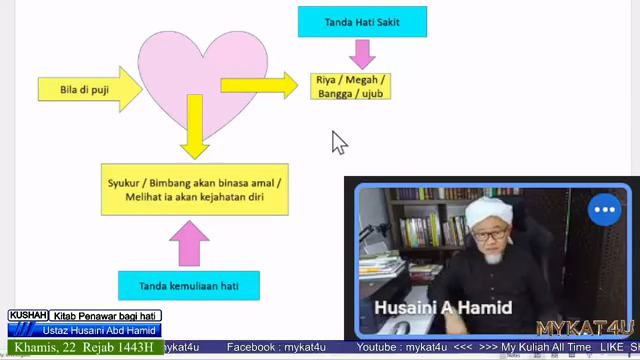 Tanda Hati Sakit
Bila di puji
Riya / Megah /
Bangga / ujub
Syukur / Bimbang akan binasa amal /
Melihat ia akan kejahatan diri
Tanda kemuliaan hati
Husaini A Hamid
MYKAT4U
KUSHAH Kitab Penawar bagi hati
Ustaz Husaini Abd Hamid
Khamis, 22 Rejab 1443H
mykat4u Facebook : mykat4u Youtube : mykat4u <<< >>> My Kuliah All Time LIKE